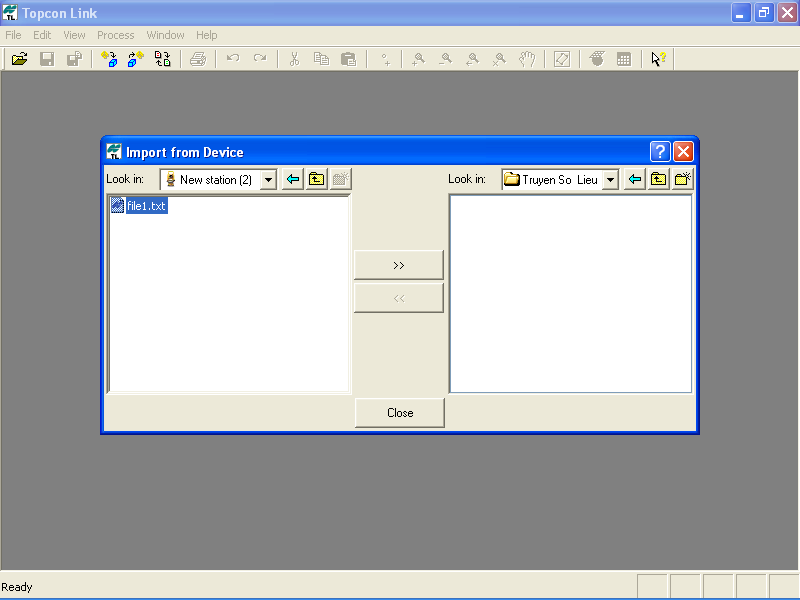 Topcon Link
File Edit View Process Window Help
Import from Device
Look in: New station (2) Look in: Truyen So Lieu
file1.txt
>>
<<
Close
Ready